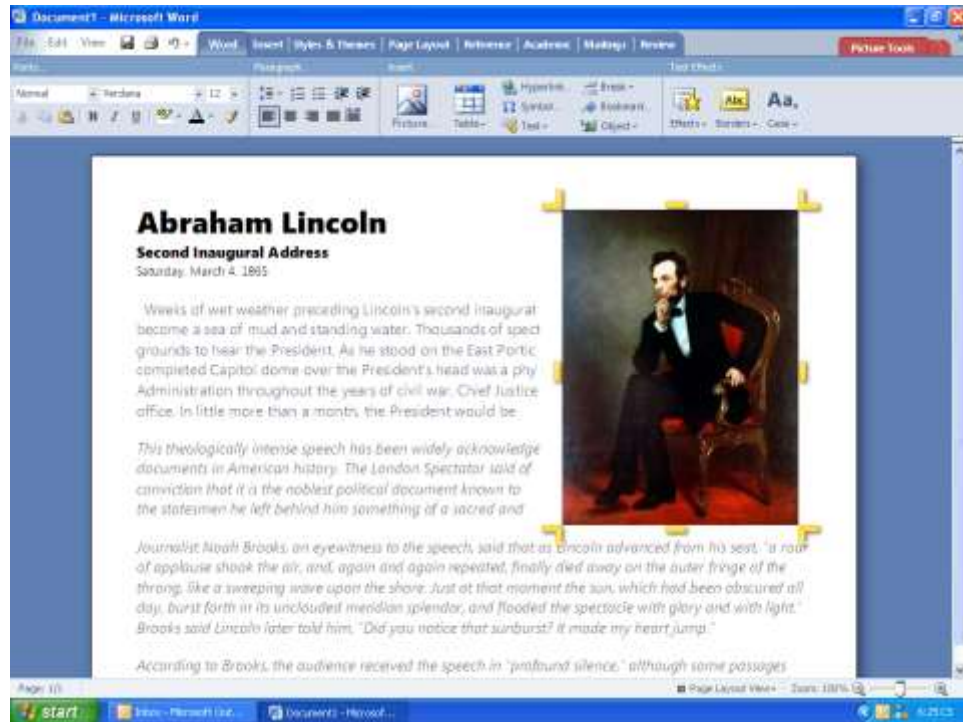 Document1 - Microsoft Word
File Edit View Word Insert Styles & Themes Page Layout Reference Academic Mailings Review Picture Tools
Fonts... Paragraph Insert Text Effects
Normal Verdana 12 Hyperlink Break
Symbol Bookmark
Picture Table Text Object Effects Borders Case
Abraham Lincoln
Second Inaugural Address
Saturday, March 4, 1865
Weeks of wet weather preceding Lincoln's second inaugurat
become a sea of mud and standing water. Thousands of spect
grounds to hear the President. As he stood on the East Portic
completed Capitol dome over the President's head was a phy
Administration throughout the years of civil war. Chief Justice
office. In little more than a month, the President would be
This theologically intense speech has been widely acknowledge
documents in American history. The London Spectator said of
conviction that it is the noblest political document known to
the statesmen he left behind him something of a sacred and
Journalist Noah Brooks, an eyewitness to the speech, said that as Lincoln advanced from his seat, "a roar
of applause shook the air, and, again and again repeated, finally died away on the outer fringe of the
throng, like a sweeping wave upon the shore. Just at that moment the sun, which had been obscured all
day, burst forth in its unclouded meridian splendor, and flooded the spectacle with glory and with light."
Brooks said Lincoln later told him, "Did you notice that sunburst? It made my heart jump."
According to Brooks, the audience received the speech in "profound silence," although some passages
Page: 1/1 Page Layout View Zoom: 100%
start Inbox - Microsoft Out... Document1 - Microsof...